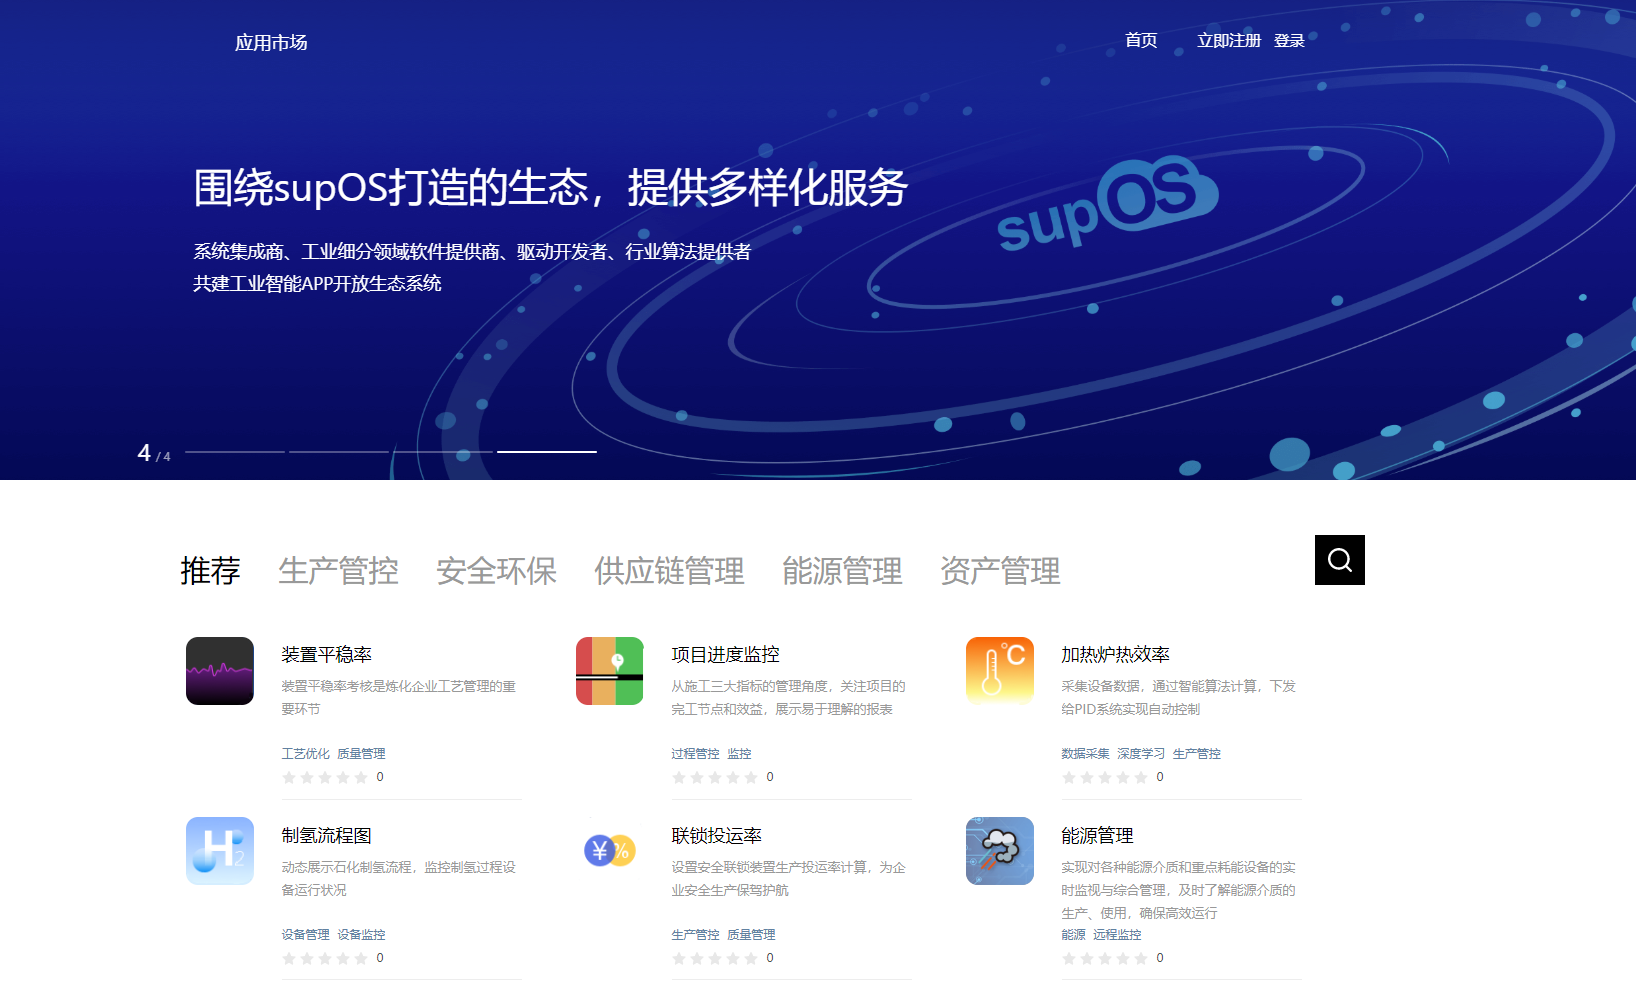 应用市场
首页 立即注册 登录
围绕supOS打造的生态，提供多样化服务
supOS
系统集成商、工业细分领域软件提供商、驱动开发者、行业算法提供者
共建工业智能APP开放生态系统
4 / 4
推荐 生产管控 安全环保 供应链管理 能源管理 资产管理
装置平稳率
装置平稳率考核是炼化企业工艺管理的重
要环节
工艺优化 质量管理
0
项目进度监控
从施工三大指标的管理角度，关注项目的
完工节点和效益，展示易于理解的报表
过程管控 监控
0
°C
加热炉热效率
采集设备数据，通过智能算法计算，下发
给PID系统实现自动控制
数据采集 深度学习 生产管控
0
H2
制氢流程图
动态展示石化制氢流程，监控制氢过程设
备运行状况
设备管理 设备监控
0
¥ %
联锁投运率
设置安全联锁装置生产投运率计算，为企
业安全生产保驾护航
生产管控 质量管理
0
能源管理
实现对各种能源介质和重点耗能设备的实
时监视与综合管理，及时了解能源介质的
生产、使用，确保高效运行
能源 远程监控
0